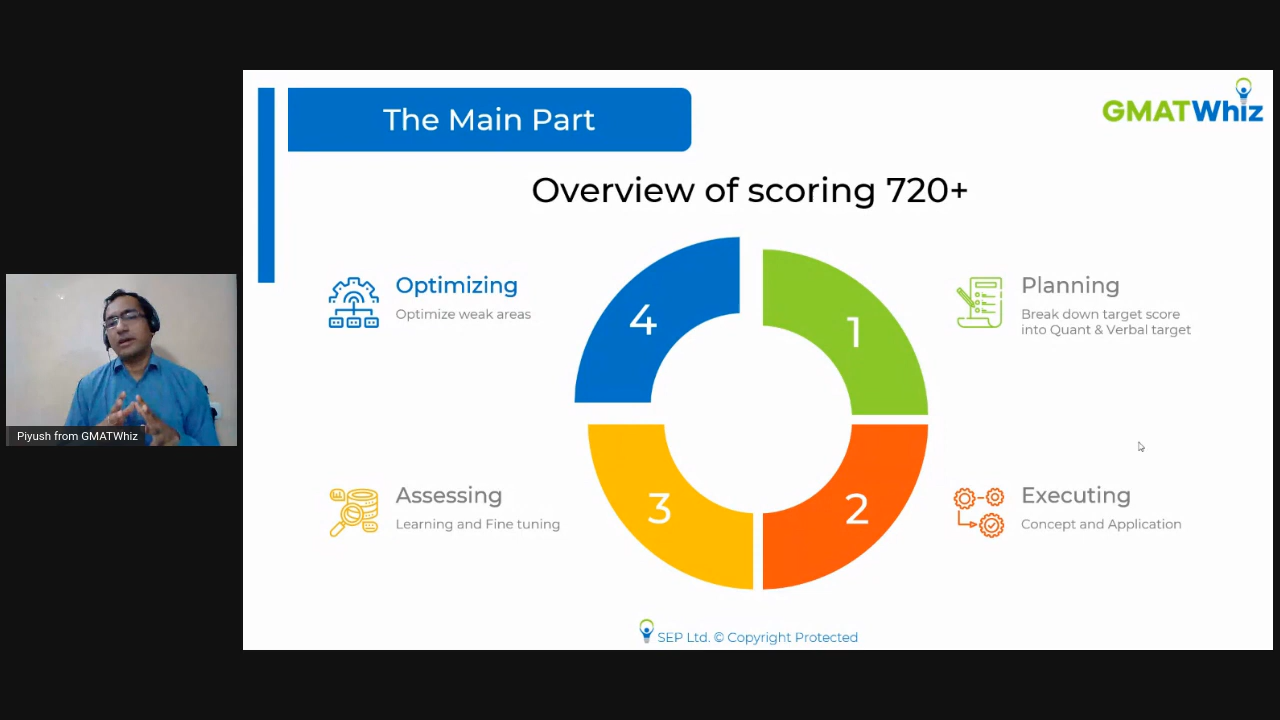 The Main Part
GMATWhiz
Overview of scoring 720+
Optimizing
Optimize weak areas
4
1
Planning
Break down target score
into Quant & Verbal target
Piyush from GMATWhiz
Assessing
Learning and Fine tuning
3
2
Executing
Concept and Application
SEP Ltd. © Copyright Protected